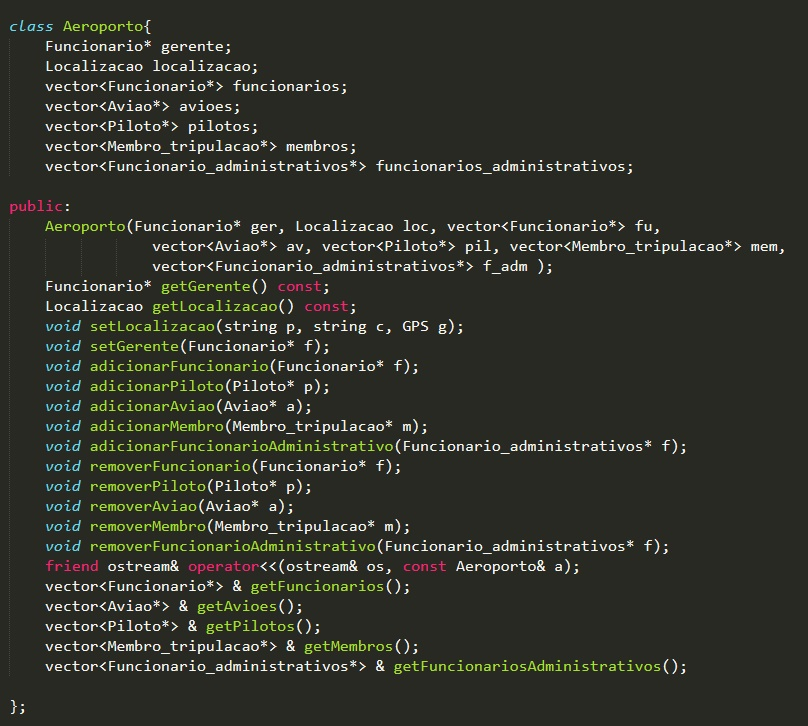 class Aeroporto{
Funcionario* gerente;
Localizacao localizacao;
vector<Funcionario*> funcionarios;
vector<Aviao*> avioes;
vector<Piloto*> pilotos;
vector<Membro_tripulacao*> membros;
vector<Funcionario_administrativos*> funcionarios_administrativos;
public:
Aeroporto(Funcionario* ger, Localizacao loc, vector<Funcionario*> fu,
vector<Aviao*> av, vector<Piloto*> pil, vector<Membro_tripulacao*> mem,
vector<Funcionario_administrativos*> f_adm );
Funcionario* getGerente() const;
Localizacao getLocalizacao() const;
void setLocalizacao(string p, string c, GPS g);
void setGerente(Funcionario* f);
void adicionarFuncionario(Funcionario* f);
void adicionarPiloto(Piloto* p);
void adicionarAviao(Aviao* a);
void adicionarMembro(Membro_tripulacao* m);
void adicionarFuncionarioAdministrativo(Funcionario_administrativos* f);
void removerFuncionario(Funcionario* f);
void removerPiloto(Piloto* p);
void removerAviao(Aviao* a);
void removerMembro(Membro_tripulacao* m);
void removerFuncionarioAdministrativo(Funcionario_administrativos* f);
friend ostream& operator<<(ostream& os, const Aeroporto& a);
vector<Funcionario*> & getFuncionarios();
vector<Aviao*> & getAvioes();
vector<Piloto*> & getPilotos();
vector<Membro_tripulacao*> & getMembros();
vector<Funcionario_administrativos*> & getFuncionariosAdministrativos();
};